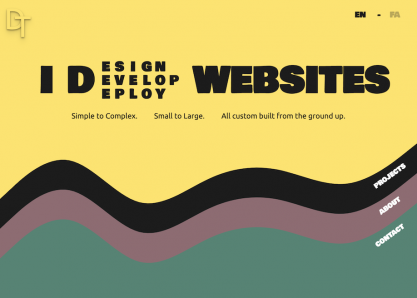 DT
EN - FA
I D ESIGN WEBSITES
EVELOP
EPLOY
Simple to Complex. Small to Large. All custom built from the ground up.
PROJECTS
ABOUT
CONTACT